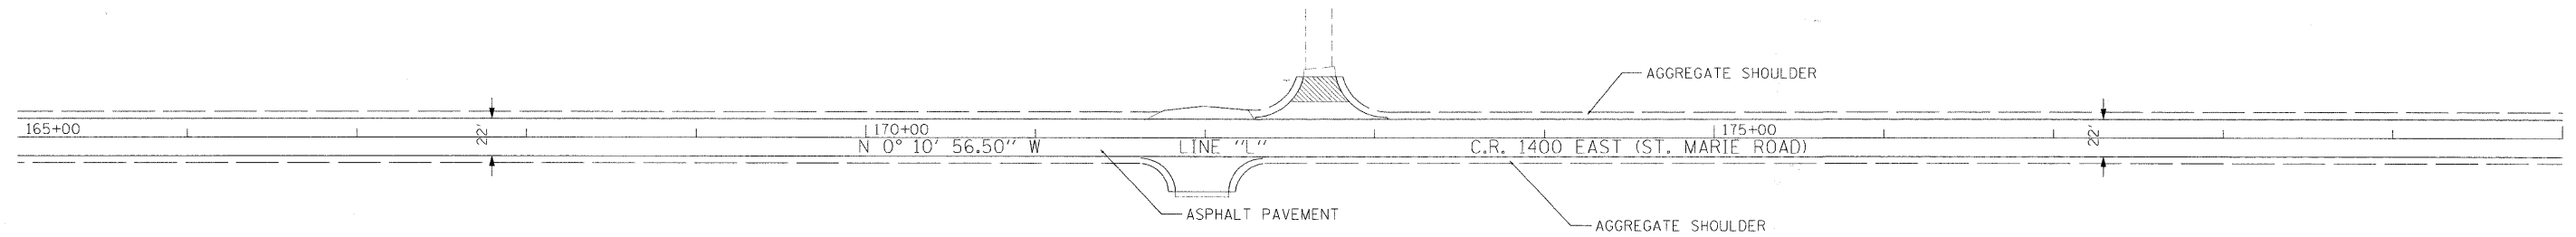 AGGREGATE SHOULDER
165+00
22'
170+00
175+00
22'
N 0° 10' 56.50" W
LINE "L"
C.R. 1400 EAST (ST. MARIE ROAD)
ASPHALT PAVEMENT
AGGREGATE SHOULDER